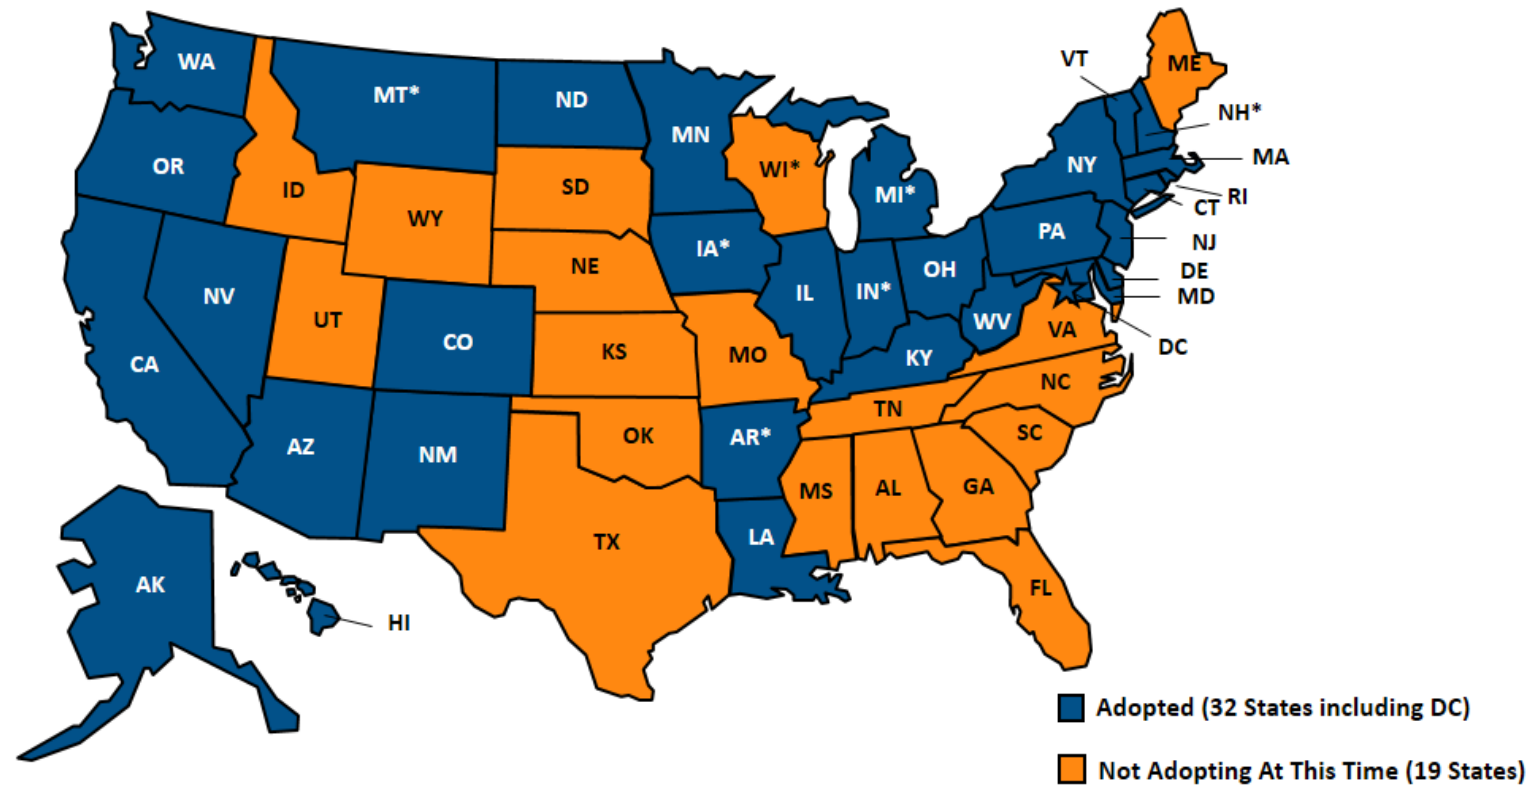 WA
MT*
ND
MN
OR
ID
WY
SD
WI*
MI*
NY
VT
ME
NH*
MA
RI
CT
NJ
PA
DE
MD
DC
NV
UT
CO
NE
IA*
IL
IN*
OH
WV
VA
CA
KS
MO
KY
NC
TN
SC
AZ
NM
OK
AR*
MS
AL
GA
TX
LA
FL
AK
HI
Adopted (32 States including DC)
Not Adopting At This Time (19 States)